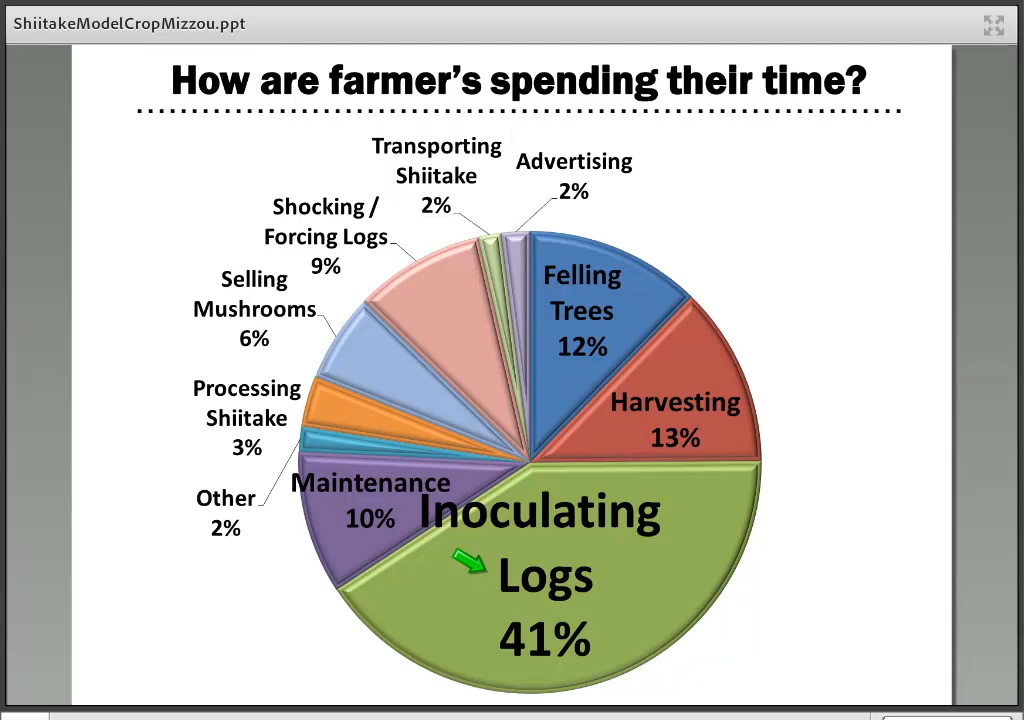 ShiitakeModelCropMizzou.ppt
How are farmer's spending their time?
Transporting
Shiitake
2%
Advertising
2%
Shocking /
Forcing Logs
9%
Selling
Mushrooms
6%
Processing
Shiitake
3%
Other
2%
Maintenance
10%
Felling
Trees
12%
Harvesting
13%
Inoculating
Logs
41%